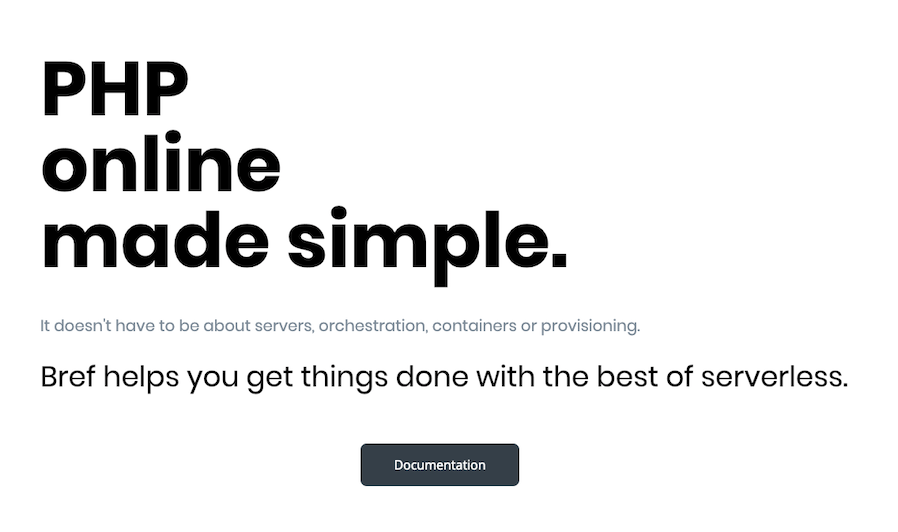 PHP
online
made simple.
It doesn't have to be about servers, orchestration, containers or provisioning.
Bref helps you get things done with the best of serverless.
Documentation